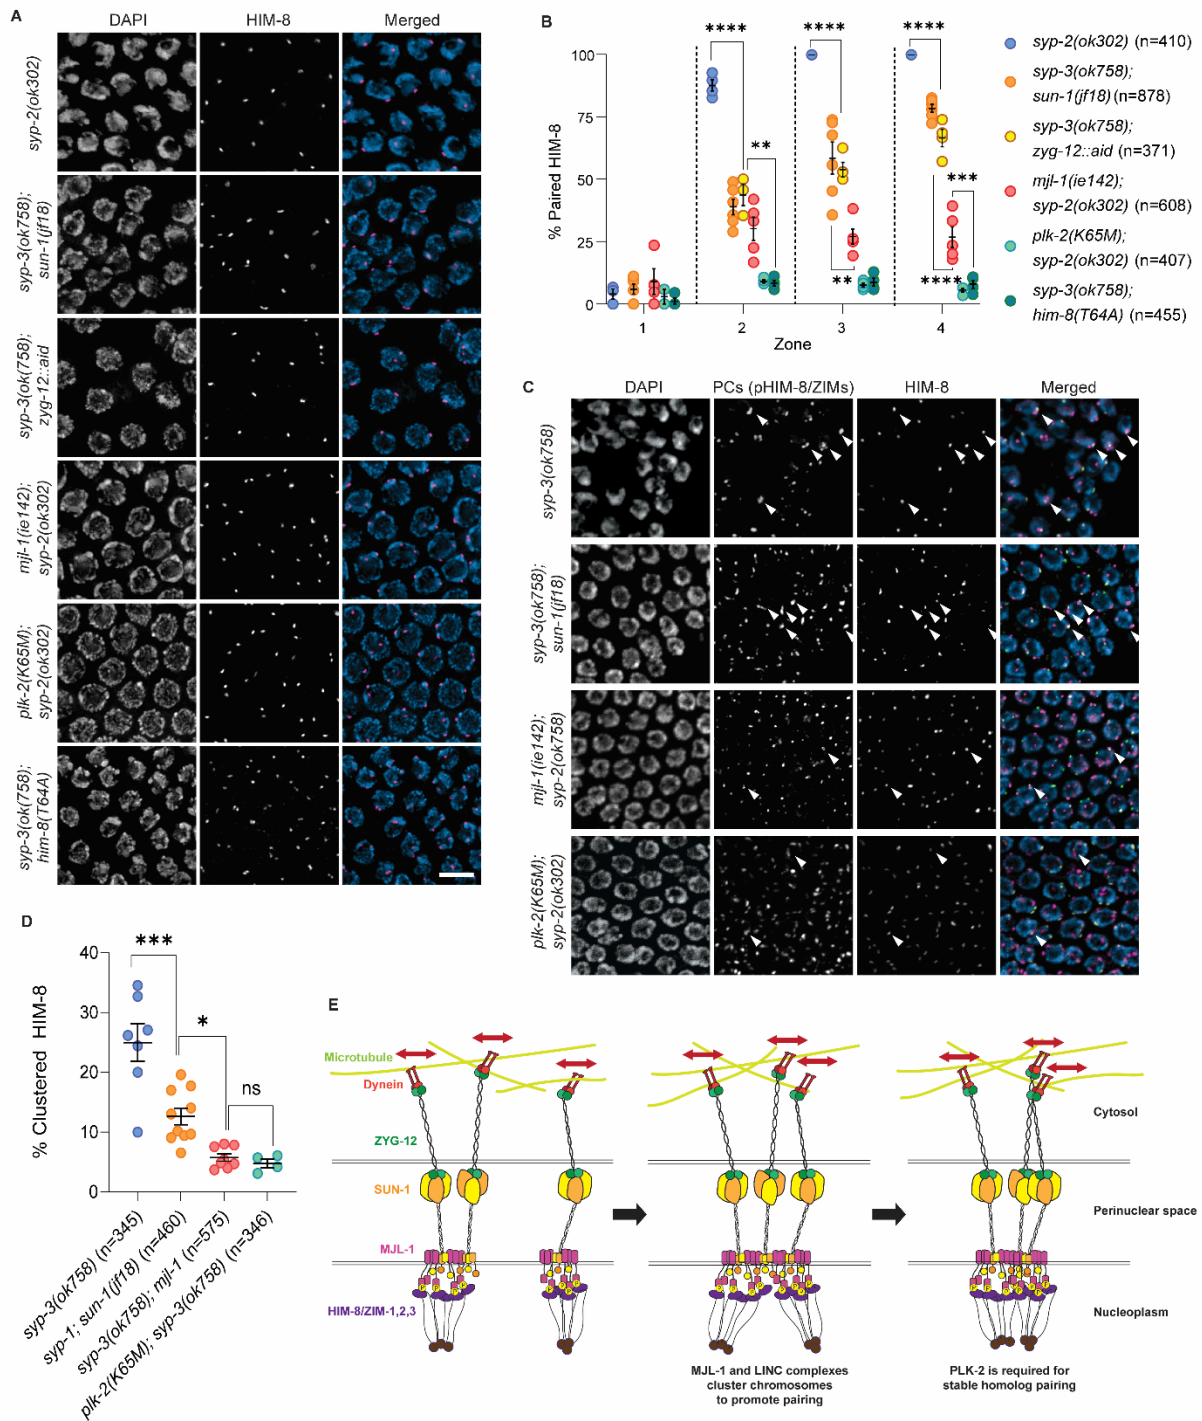 A
DAPI
HIM-8
Merged
syp-2(ok302)
syp-3(ok758);
sun-1(jf18)
syp-3(ok(758);
zyg-12::aid
mjl-1(ie142);
syp-2(ok302)
plk-2(K65M);
syp-2(ok302)
syp-3(ok(758);
him-8(T64A)
B
% Paired HIM-8
100
75
50
25
0
****
**
****
**
****
***
****
1
2
3
4
Zone
syp-2(ok302) (n=410)
syp-3(ok758);
sun-1(jf18) (n=878)
syp-3(ok758);
zyg-12::aid (n=371)
mjl-1(ie142);
syp-2(ok302) (n=608)
plk-2(K65M);
syp-2(ok302) (n=407)
syp-3(ok758);
him-8(T64A) (n=455)
C
DAPI
PCs (pHIM-8/ZIMs)
HIM-8
Merged
syp-3(ok758)
syp-3(ok758);
sun-1(jf18)
mjl-1(ie142);
syp-2(ok758)
plk-2(K65M);
syp-2(ok302)
D
% Clustered HIM-8
40
30
20
10
0
***
*
ns
syp-3(ok758) (n=345)
syp-1; sun-1(jf18) (n=460)
syp-3(ok758); mjl-1 (n=575)
plk-2(K65M); syp-3(ok758) (n=346)
E
Microtubule
Dynein
ZYG-12
SUN-1
MJL-1
HIM-8/ZIM-1,2,3
Cytosol
Perinuclear space
Nucleoplasm
MJL-1 and LINC complexes
cluster chromosomes
to promote pairing
PLK-2 is required for
stable homolog pairing